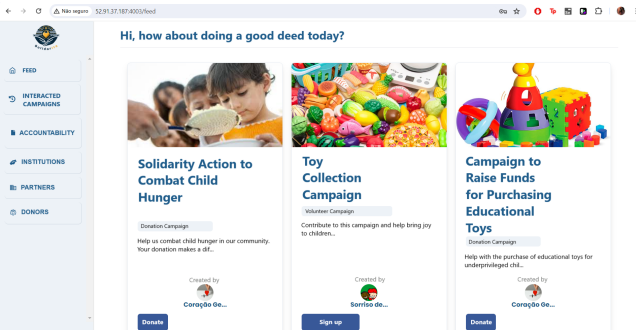 Não seguro
52.91.37.187:4003/feed
Hi, how about doing a good deed today?
FEED
INTERACTED
CAMPAIGNS
ACCOUNTABILITY
INSTITUTIONS
PARTNERS
DONORS
Solidarity Action to
Combat Child
Hunger
Donation Campaign
Help us combat child hunger in our community.
Your donation makes a dif...
Created by
Coração Ge...
Donate
Toy
Collection
Campaign
Volunteer Campaign
Contribute to this campaign and help bring joy
to children...
Created by
Sorriso de...
Sign up
Campaign to
Raise Funds
for Purchasing
Educational
Toys
Donation Campaign
Help with the purchase of educational toys for
underprivileged chil...
Created by
Coração Ge...
Donate